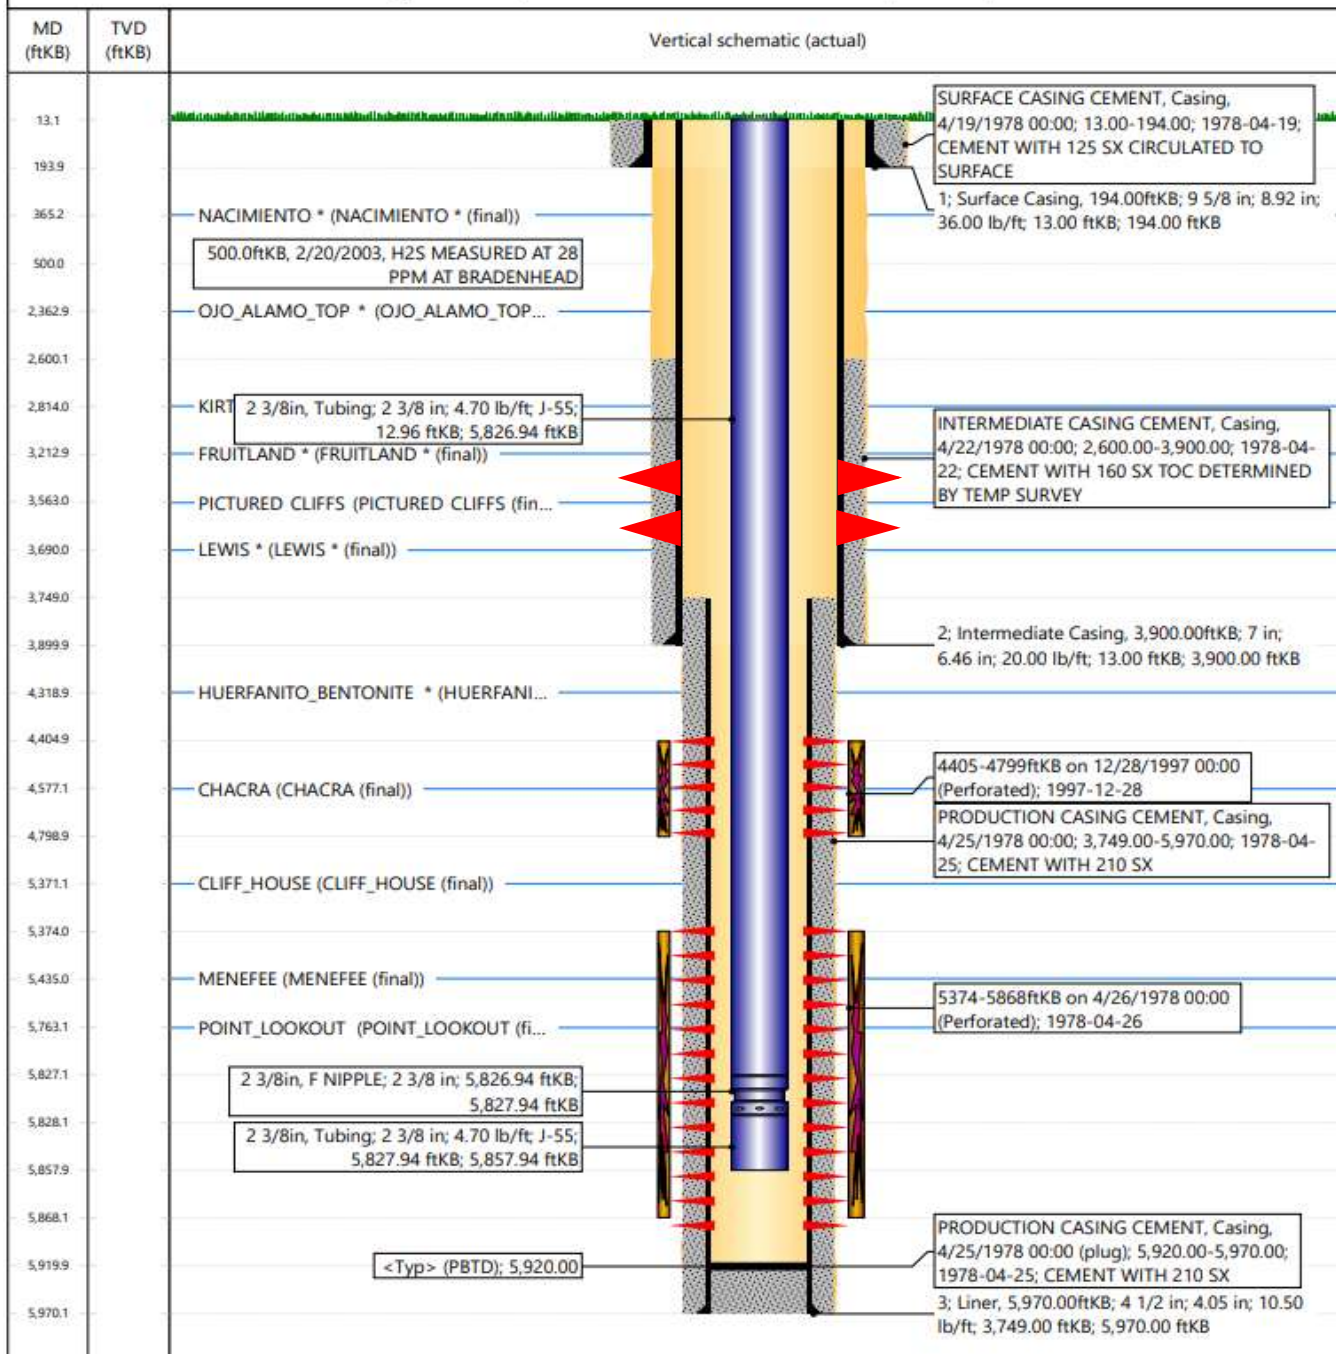 MD
(ftKB)
TVD
(ftKB)
Vertical schematic (actual)
13.1
193.9
365.2
500.0
2,362.9
2,600.1
2,814.0
3,212.9
3,563.0
3,690.0
3,749.0
3,899.9
4,318.9
4,404.9
4,577.1
4,798.9
5,371.1
5,374.0
5,435.0
5,763.1
5,827.1
5,828.1
5,857.9
5,868.1
5,919.9
5,970.1
NACIMIENTO * (NACIMIENTO * (final))
500.0ftKB, 2/20/2003, H2S MEASURED AT 28
PPM AT BRADENHEAD
OJO_ALAMO_TOP * (OJO_ALAMO_TOP...
KIRT
2 3/8in, Tubing; 2 3/8 in; 4.70 lb/ft; J-55;
12.96 ftKB; 5,826.94 ftKB
FRUITLAND * (FRUITLAND * (final))
PICTURED CLIFFS (PICTURED CLIFFS (fin...
LEWIS * (LEWIS * (final))
HUERFANITO_BENTONITE * (HUERFANI...
CHACRA (CHACRA (final))
CLIFF_HOUSE (CLIFF_HOUSE (final))
MENEFEE (MENEFEE (final))
POINT_LOOKOUT (POINT_LOOKOUT (fi...
2 3/8in, F NIPPLE; 2 3/8 in; 5,826.94 ftKB;
5,827.94 ftKB
2 3/8in, Tubing; 2 3/8 in; 4.70 lb/ft; J-55;
5,827.94 ftKB; 5,857.94 ftKB
<Typ> (PBTD); 5,920.00
SURFACE CASING CEMENT, Casing,
4/19/1978 00:00; 13.00-194.00; 1978-04-19;
CEMENT WITH 125 SX CIRCULATED TO
SURFACE
1; Surface Casing, 194.00ftKB; 9 5/8 in; 8.92 in;
36.00 lb/ft; 13.00 ftKB; 194.00 ftKB
INTERMEDIATE CASING CEMENT, Casing,
4/22/1978 00:00; 2,600.00-3,900.00; 1978-04-
22; CEMENT WITH 160 SX TOC DETERMINED
BY TEMP SURVEY
2; Intermediate Casing, 3,900.00ftKB; 7 in;
6.46 in; 20.00 lb/ft; 13.00 ftKB; 3,900.00 ftKB
4405-4799ftKB on 12/28/1997 00:00
(Perforated); 1997-12-28
PRODUCTION CASING CEMENT, Casing,
4/25/1978 00:00; 3,749.00-5,970.00; 1978-04-
25; CEMENT WITH 210 SX
5374-5868ftKB on 4/26/1978 00:00
(Perforated); 1978-04-26
PRODUCTION CASING CEMENT, Casing,
4/25/1978 00:00 (plug); 5,920.00-5,970.00;
1978-04-25; CEMENT WITH 210 SX
3; Liner, 5,970.00ftKB; 4 1/2 in; 4.05 in; 10.50
lb/ft; 3,749.00 ftKB; 5,970.00 ftKB